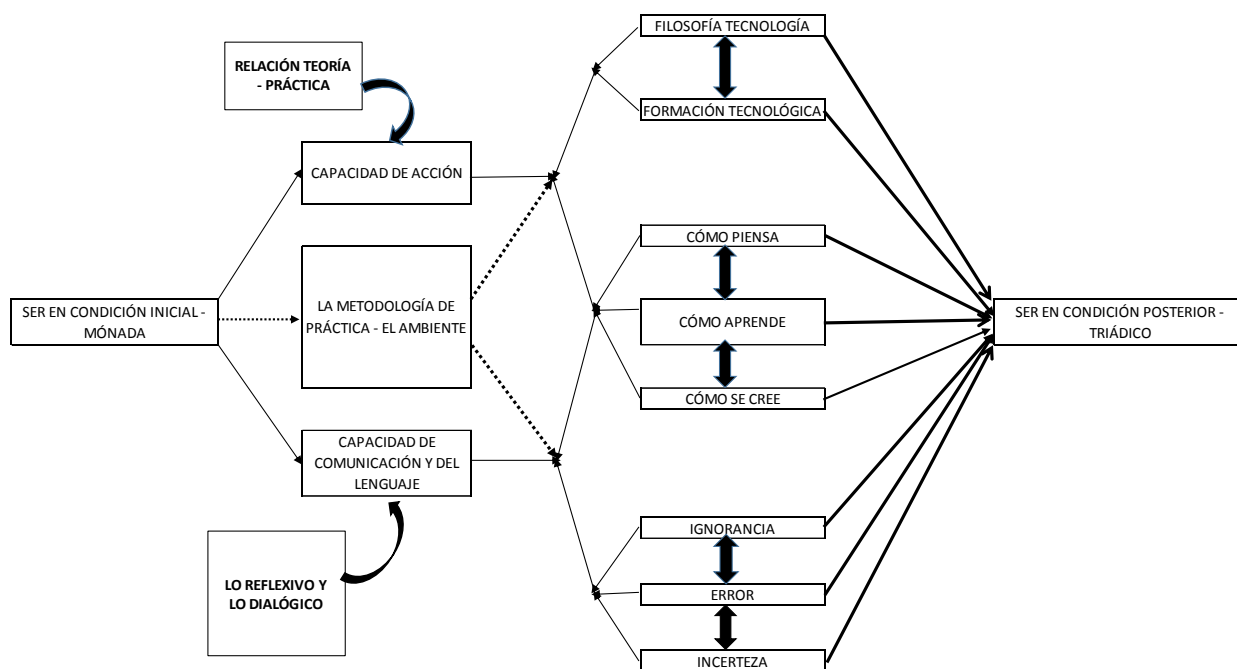 FILOSOFÍA TECNOLOGÍA
RELACIÓN TEORÍA
- PRÁCTICA
FORMACIÓN TECNOLÓGICA
CAPACIDAD DE ACCIÓN
CÓMO PIENSA
SER EN CONDICIÓN INICIAL -
MÓNADA
LA METODOLOGÍA DE
PRÁCTICA - EL AMBIENTE
CÓMO APRENDE
SER EN CONDICIÓN POSTERIOR -
TRIÁDICO
CÓMO SE CREE
CAPACIDAD DE
COMUNICACIÓN Y DEL
LENGUAJE
IGNORANCIA
LO REFLEXIVO Y
LO DIALÓGICO
ERROR
INCERTEZA